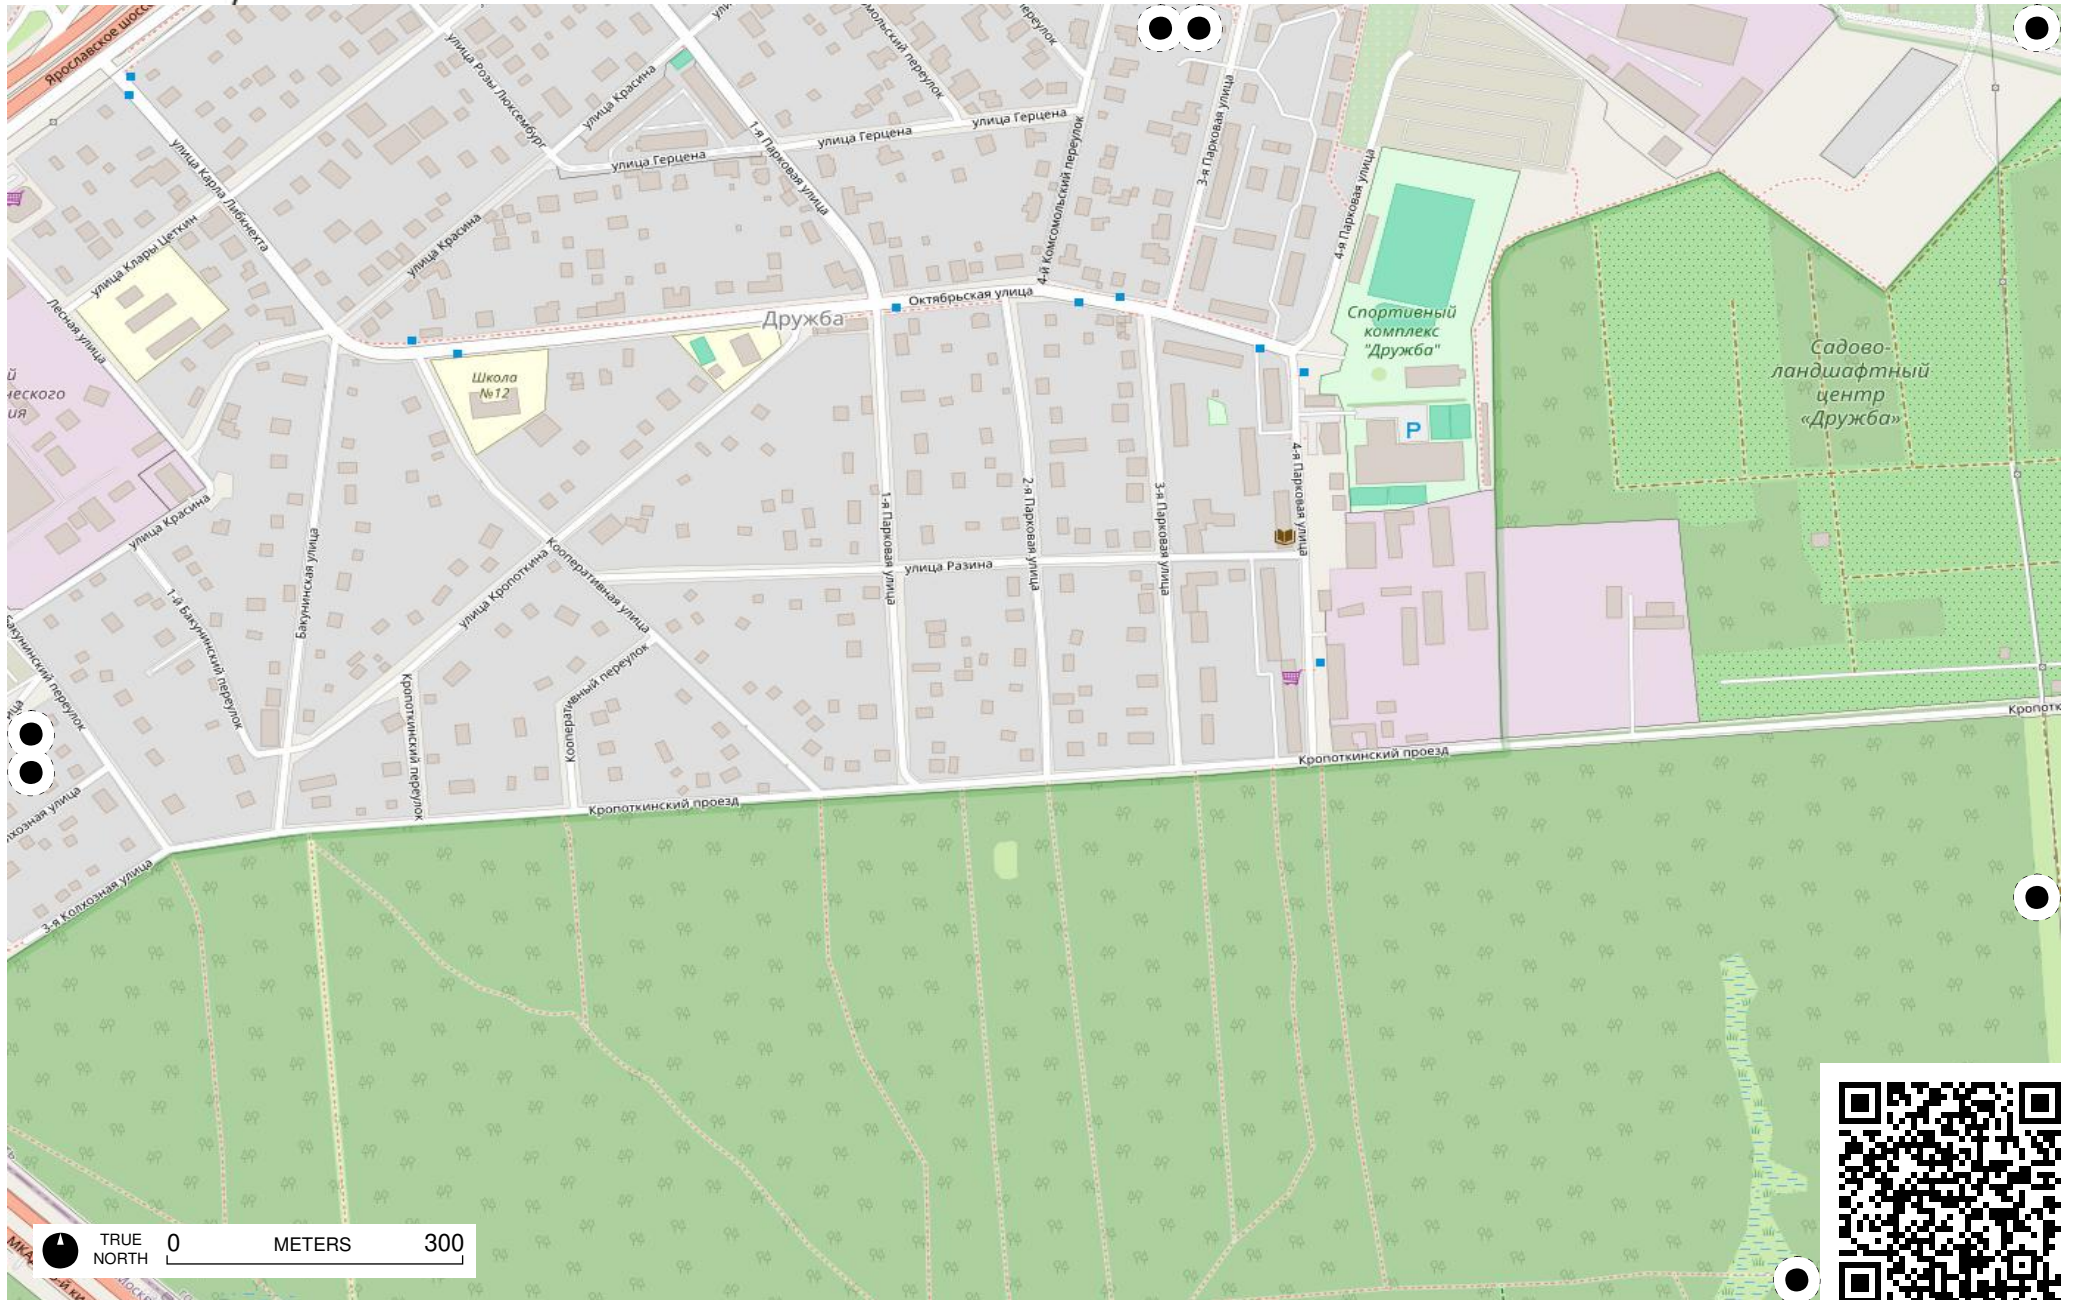 Ярославское шоссе
улица Розы Люксембург
улица Красина
переулок
1-я Парковая улица
улица Герцена
улица Герцена
улица Герцена
3-я Парковая улица
4-й Комсомольский переулок
4-я Парковая улица
улица Карла Либкнехта
улица Клары Цеткин
улица Красина
Лесная улица
Октябрьская улица
Дружба
Спортивный
комплекс
"Дружба"
Садово-
ландшафтный
центр
«Дружба»
Школа
№12
P
4-я Парковая улица
1-я Парковая улица
2-я Парковая улица
3-я Парковая улица
улица Красина
Бакунинская улица
улица Кропоткина
Кооперативная улица
улица Разина
1-й Бакунинский переулок
Бакунинский переулок
Кропоткинский переулок
Кооперативный переулок
Кропотк
Кропоткинский проезд
Кропоткинский проезд
3-я Колхозная улица
TRUE
NORTH
0 METERS 300